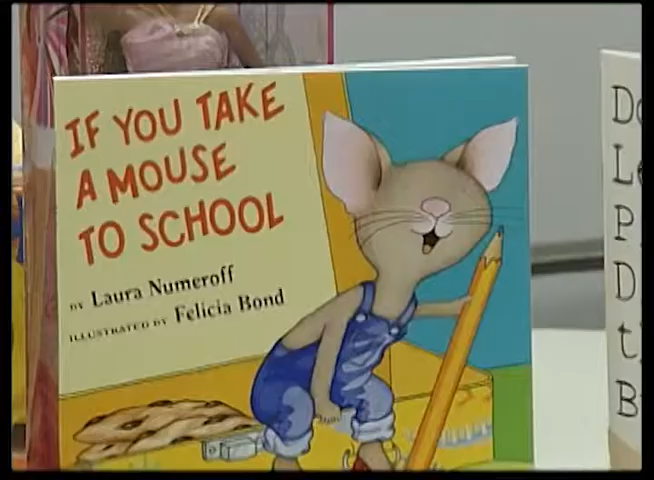 IF YOU TAKE
A MOUSE
TO SCHOOL
BY Laura Numeroff
ILLUSTRATED BY Felicia Bond